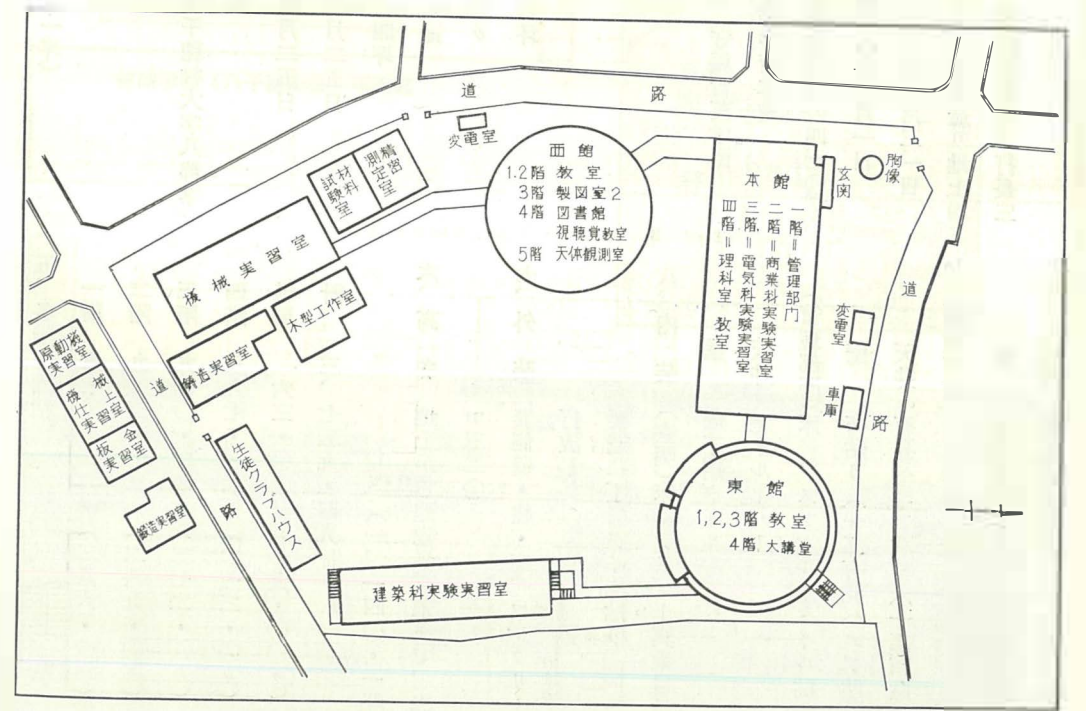 道路
変電室
西館
1.2階 教室
3階 製図室2
4階 図書館
視聴覚教室
5階 天体観測室
本館
一階=管理部門
二階=商業科実験実習室
三階=電気科実験実習室
四階=理科室 教室
玄関
胸像
道路
変電室
車庫
精密
測定室
材料
試験室
機械実習室
木型工作室
鋳造実習室
原動機
実習室
機械
仕上
実習室
板金
実習室
鍛造実習室
道路
生徒クラブハウス
建築科実験実習室
東館
1,2,3階 教室
4階 大講堂